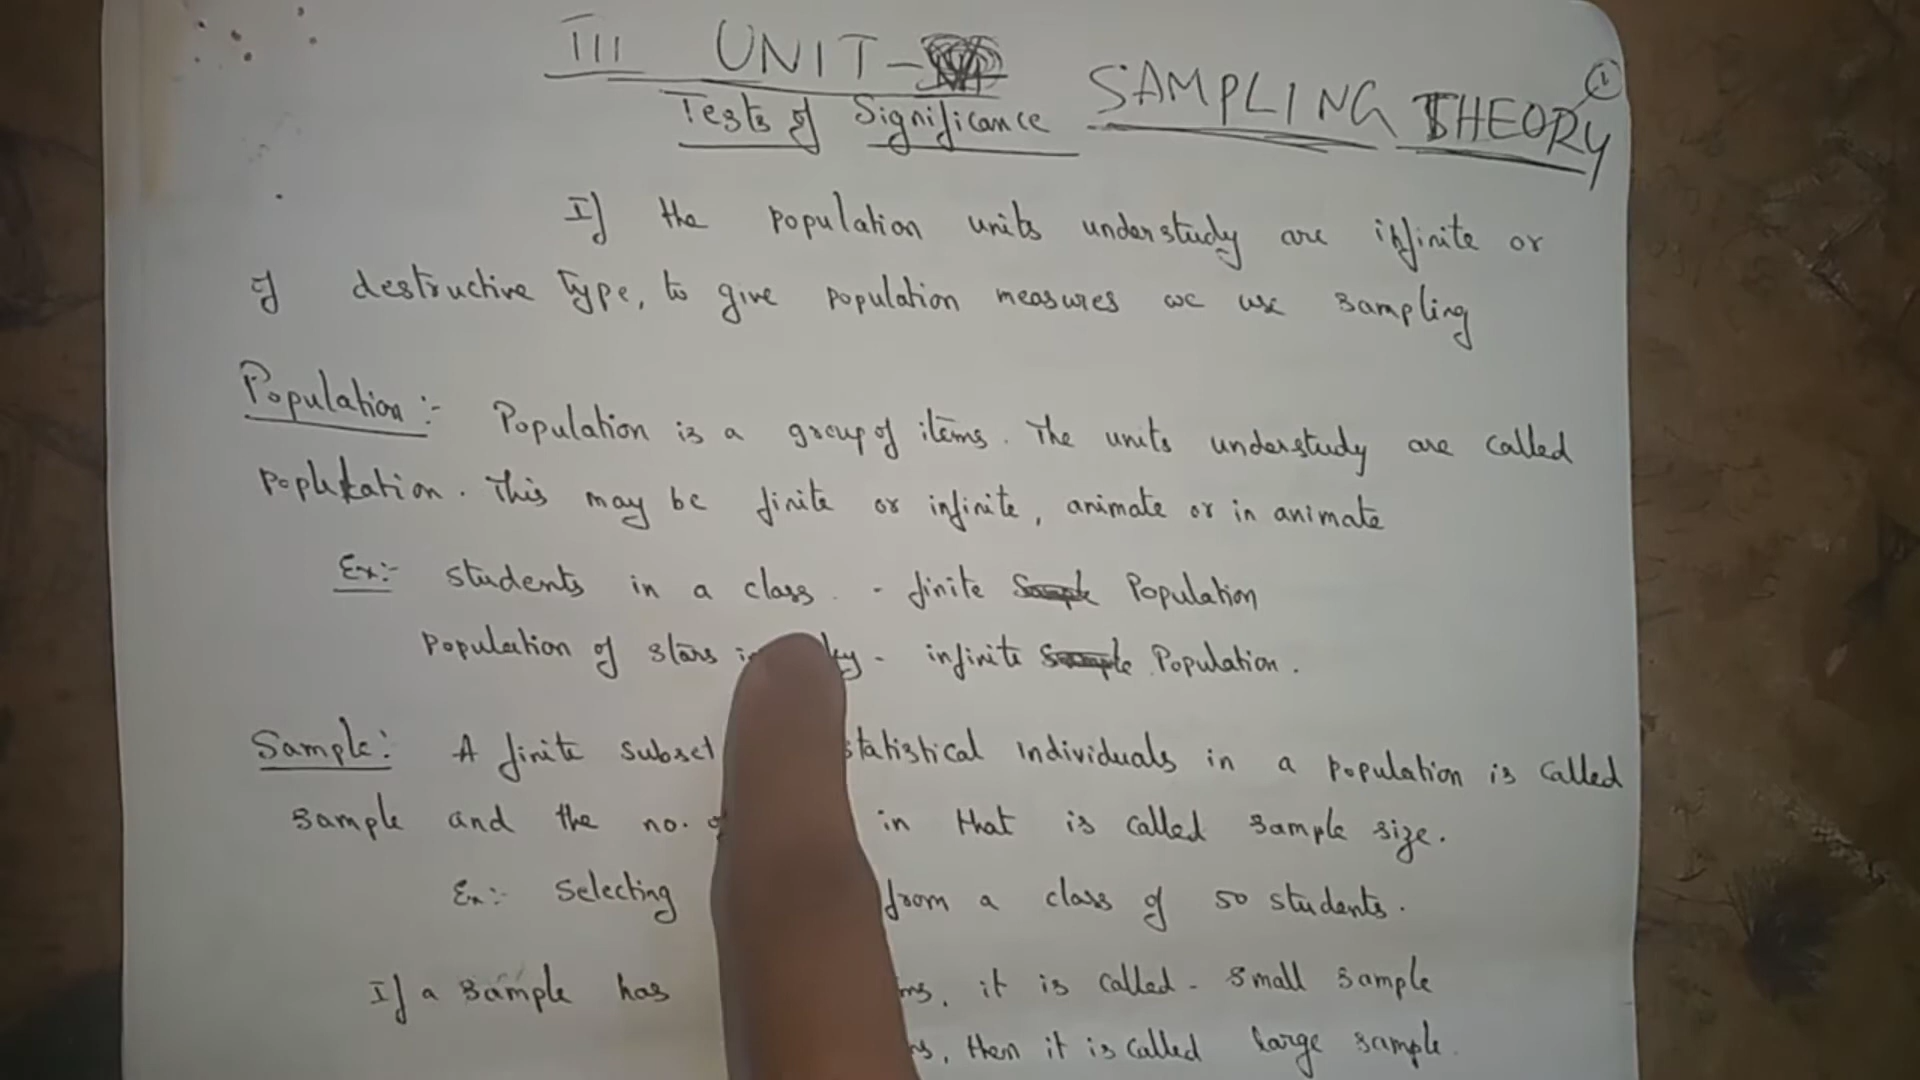 III UNIT - SAMPLING THEORY 1
Tests of Significance
If the population units understudy are infinite or
of destructive type, to give population measures we use sampling
Population :- Population is a group of items. The units understudy are called
poplutation. This may be finite or infinite, animate or in animate
Ex:- students in a class. - finite Sample Population
Population of stars in - infinite Sample Population.
Sample: A finite subset statistical individuals in a population is called
sample and the no. in that is called sample size.
Ex:- Selecting from a class of 50 students.
If a sample has it is called - small sample
then it is called large sample.